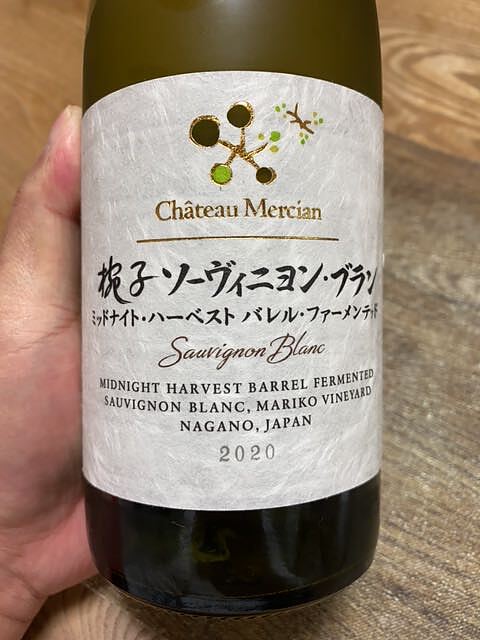 Château Mercian
椀子 ソーヴィニヨン・ブラン
ミッドナイト・ハーベスト バレル・ファーメンテッド
Sauvignon Blanc
MIDNIGHT HARVEST BARREL FERMENTED
SAUVIGNON BLANC, MARIKO VINEYARD
NAGANO, JAPAN
2020